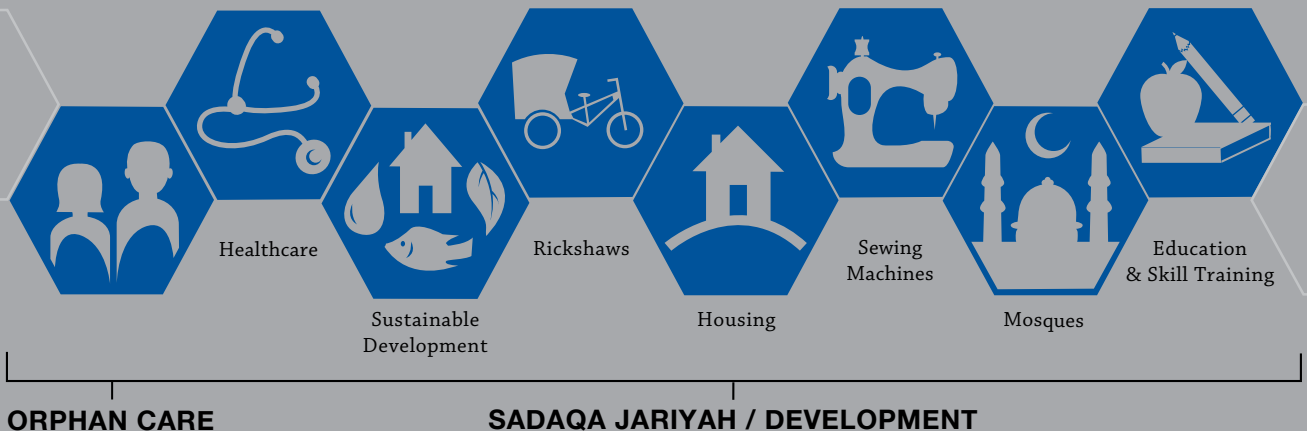 Healthcare
Sustainable
Development
Rickshaws
Housing
Sewing
Machines
Mosques
Education
& Skill Training
ORPHAN CARE
SADAQA JARIYAH / DEVELOPMENT